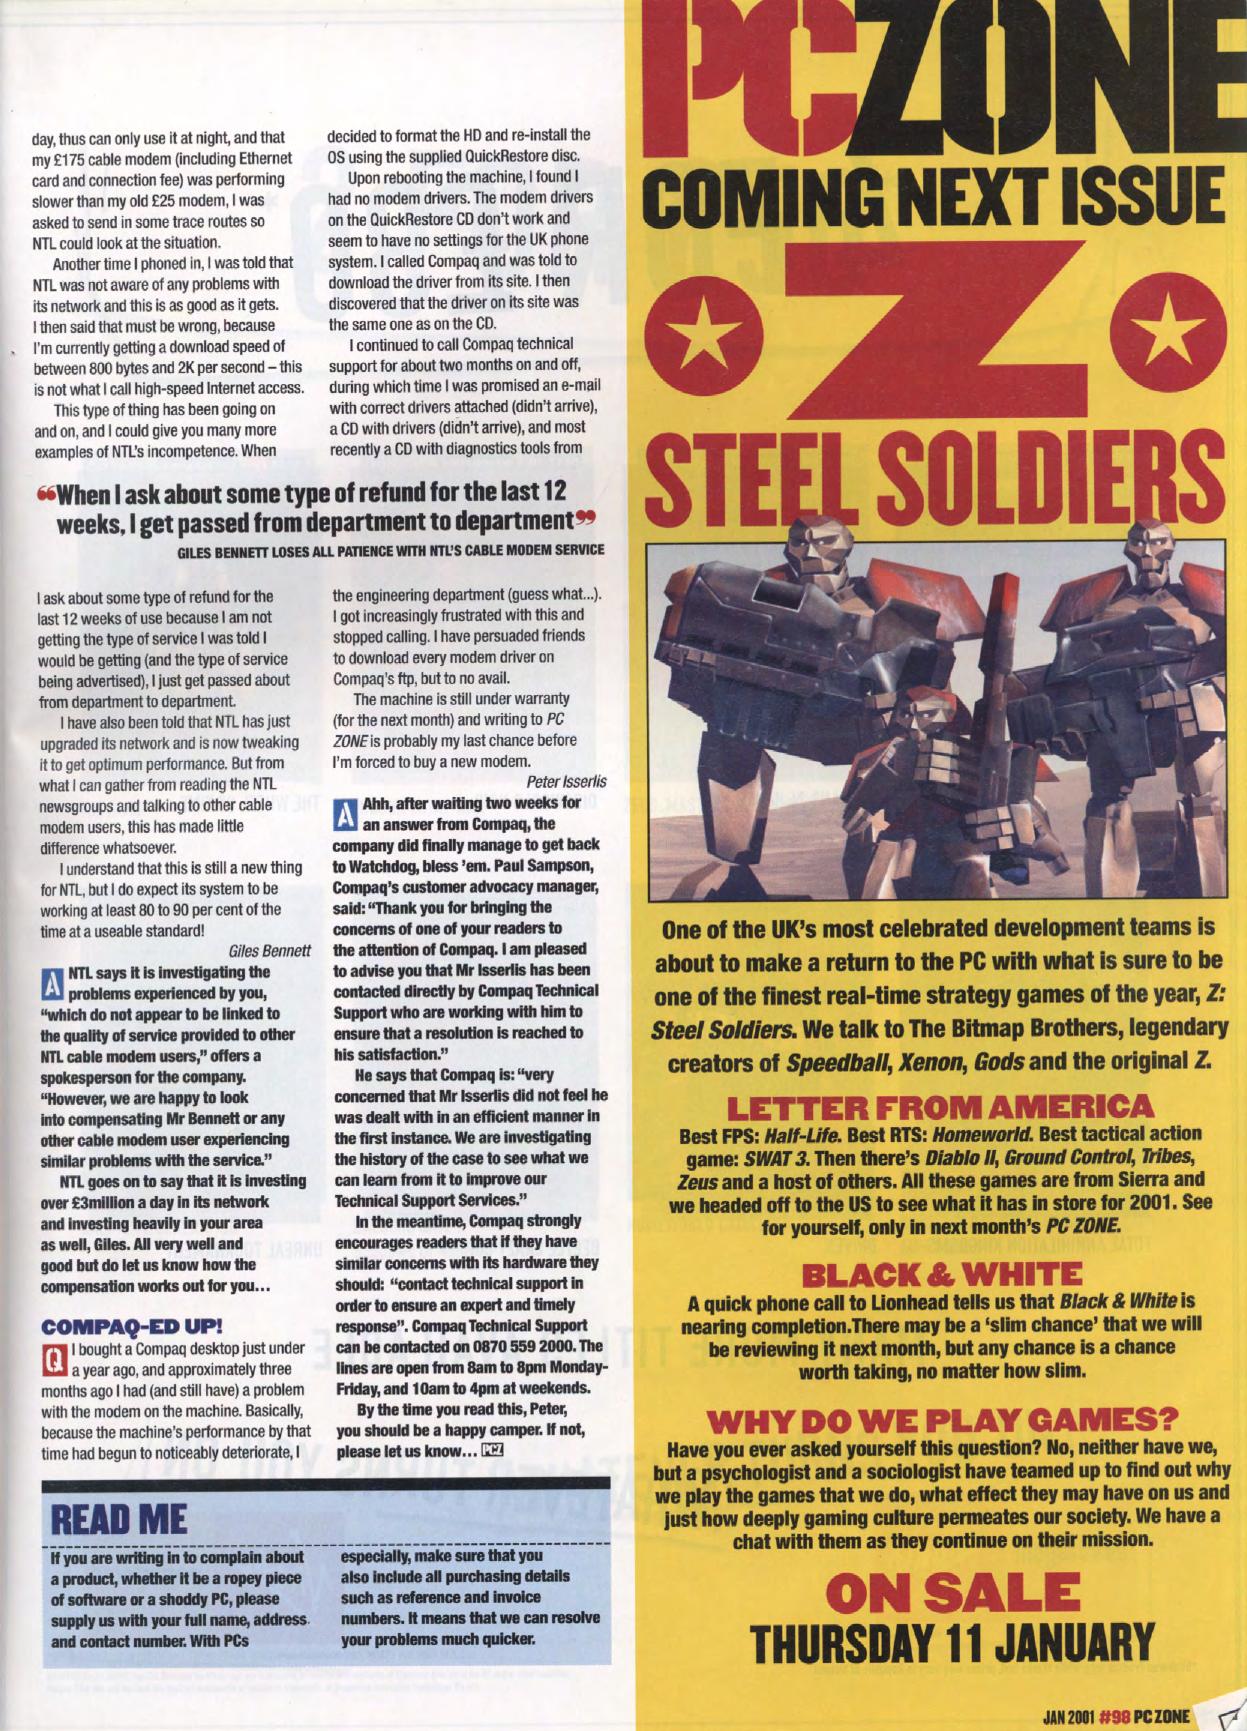 day, thus can only use it at night, and that
my £175 cable modem (including Ethernet
card and connection fee) was performing
slower than my old £25 modem, I was
asked to send in some trace routes so
NTL could look at the situation.
Another time I phoned in, I was told that
NTL was not aware of any problems with
its network and this is as good as it gets.
I then said that must be wrong, because
I'm currently getting a download speed of
between 800 bytes and 2K per second – this
is not what I call high-speed Internet access.
This type of thing has been going on
and on, and I could give you many more
examples of NTL's incompetence. When
decided to format the HD and re-install the
OS using the supplied QuickRestore disc.
Upon rebooting the machine, I found I
had no modem drivers. The modem drivers
on the QuickRestore CD don't work and
seem to have no settings for the UK phone
system. I called Compaq and was told to
download the driver from its site. I then
discovered that the driver on its site was
the same one as on the CD.
I continued to call Compaq technical
support for about two months on and off,
during which time I was promised an e-mail
with correct drivers attached (didn't arrive),
a CD with drivers (didn't arrive), and most
recently a CD with diagnostics tools from
“When I ask about some type of refund for the last 12
weeks, I get passed from department to department”
GILES BENNETT LOSES ALL PATIENCE WITH NTL'S CABLE MODEM SERVICE
I ask about some type of refund for the
last 12 weeks of use because I am not
getting the type of service I was told I
would be getting (and the type of service
being advertised), I just get passed about
from department to department.
I have also been told that NTL has just
upgraded its network and is now tweaking
it to get optimum performance. But from
what I can gather from reading the NTL
newsgroups and talking to other cable
modem users, this has made little
difference whatsoever.
I understand that this is still a new thing
for NTL, but I do expect its system to be
working at least 80 to 90 per cent of the
time at a useable standard!
Giles Bennett
A NTL says it is investigating the
problems experienced by you,
“which do not appear to be linked to
the quality of service provided to other
NTL cable modem users,” offers a
spokesperson for the company.
“However, we are happy to look
into compensating Mr Bennett or any
other cable modem user experiencing
similar problems with the service.”
NTL goes on to say that it is investing
over £3million a day in its network
and investing heavily in your area
as well, Giles. All very well and
good but do let us know how the
compensation works out for you...
COMPAQ-ED UP!
Q I bought a Compaq desktop just under
a year ago, and approximately three
months ago I had (and still have) a problem
with the modem on the machine. Basically,
because the machine's performance by that
time had begun to noticeably deteriorate, I
the engineering department (guess what...).
I got increasingly frustrated with this and
stopped calling. I have persuaded friends
to download every modem driver on
Compaq's ftp, but to no avail.
The machine is still under warranty
(for the next month) and writing to PC
ZONE is probably my last chance before
I'm forced to buy a new modem.
Peter Isserlis
A Ahh, after waiting two weeks for
an answer from Compaq, the
company did finally manage to get back
to Watchdog, bless 'em. Paul Sampson,
Compaq's customer advocacy manager,
said: “Thank you for bringing the
concerns of one of your readers to
the attention of Compaq. I am pleased
to advise you that Mr Isserlis has been
contacted directly by Compaq Technical
Support who are working with him to
ensure that a resolution is reached to
his satisfaction.”
He says that Compaq is: “very
concerned that Mr Isserlis did not feel he
was dealt with in an efficient manner in
the first instance. We are investigating
the history of the case to see what we
can learn from it to improve our
Technical Support Services.”
In the meantime, Compaq strongly
encourages readers that if they have
similar concerns with its hardware they
should: “contact technical support in
order to ensure an expert and timely
response”. Compaq Technical Support
can be contacted on 0870 559 2000. The
lines are open from 8am to 8pm Monday-
Friday, and 10am to 4pm at weekends.
By the time you read this, Peter,
you should be a happy camper. If not,
please let us know... PCZ
READ ME
If you are writing in to complain about
a product, whether it be a ropey piece
of software or a shoddy PC, please
supply us with your full name, address
and contact number. With PCs
especially, make sure that you
also include all purchasing details
such as reference and invoice
numbers. It means that we can resolve
your problems much quicker.
PCZONE
COMING NEXT ISSUE
Z
STEEL SOLDIERS
One of the UK's most celebrated development teams is
about to make a return to the PC with what is sure to be
one of the finest real-time strategy games of the year, Z:
Steel Soldiers. We talk to The Bitmap Brothers, legendary
creators of Speedball, Xenon, Gods and the original Z.
LETTER FROM AMERICA
Best FPS: Half-Life. Best RTS: Homeworld. Best tactical action
game: SWAT 3. Then there's Diablo II, Ground Control, Tribes,
Zeus and a host of others. All these games are from Sierra and
we headed off to the US to see what it has in store for 2001. See
for yourself, only in next month's PC ZONE.
BLACK & WHITE
A quick phone call to Lionhead tells us that Black & White is
nearing completion.There may be a ‘slim chance’ that we will
be reviewing it next month, but any chance is a chance
worth taking, no matter how slim.
WHY DO WE PLAY GAMES?
Have you ever asked yourself this question? No, neither have we,
but a psychologist and a sociologist have teamed up to find out why
we play the games that we do, what effect they may have on us and
just how deeply gaming culture permeates our society. We have a
chat with them as they continue on their mission.
ON SALE
THURSDAY 11 JANUARY
JAN 2001 #98 PC ZONE